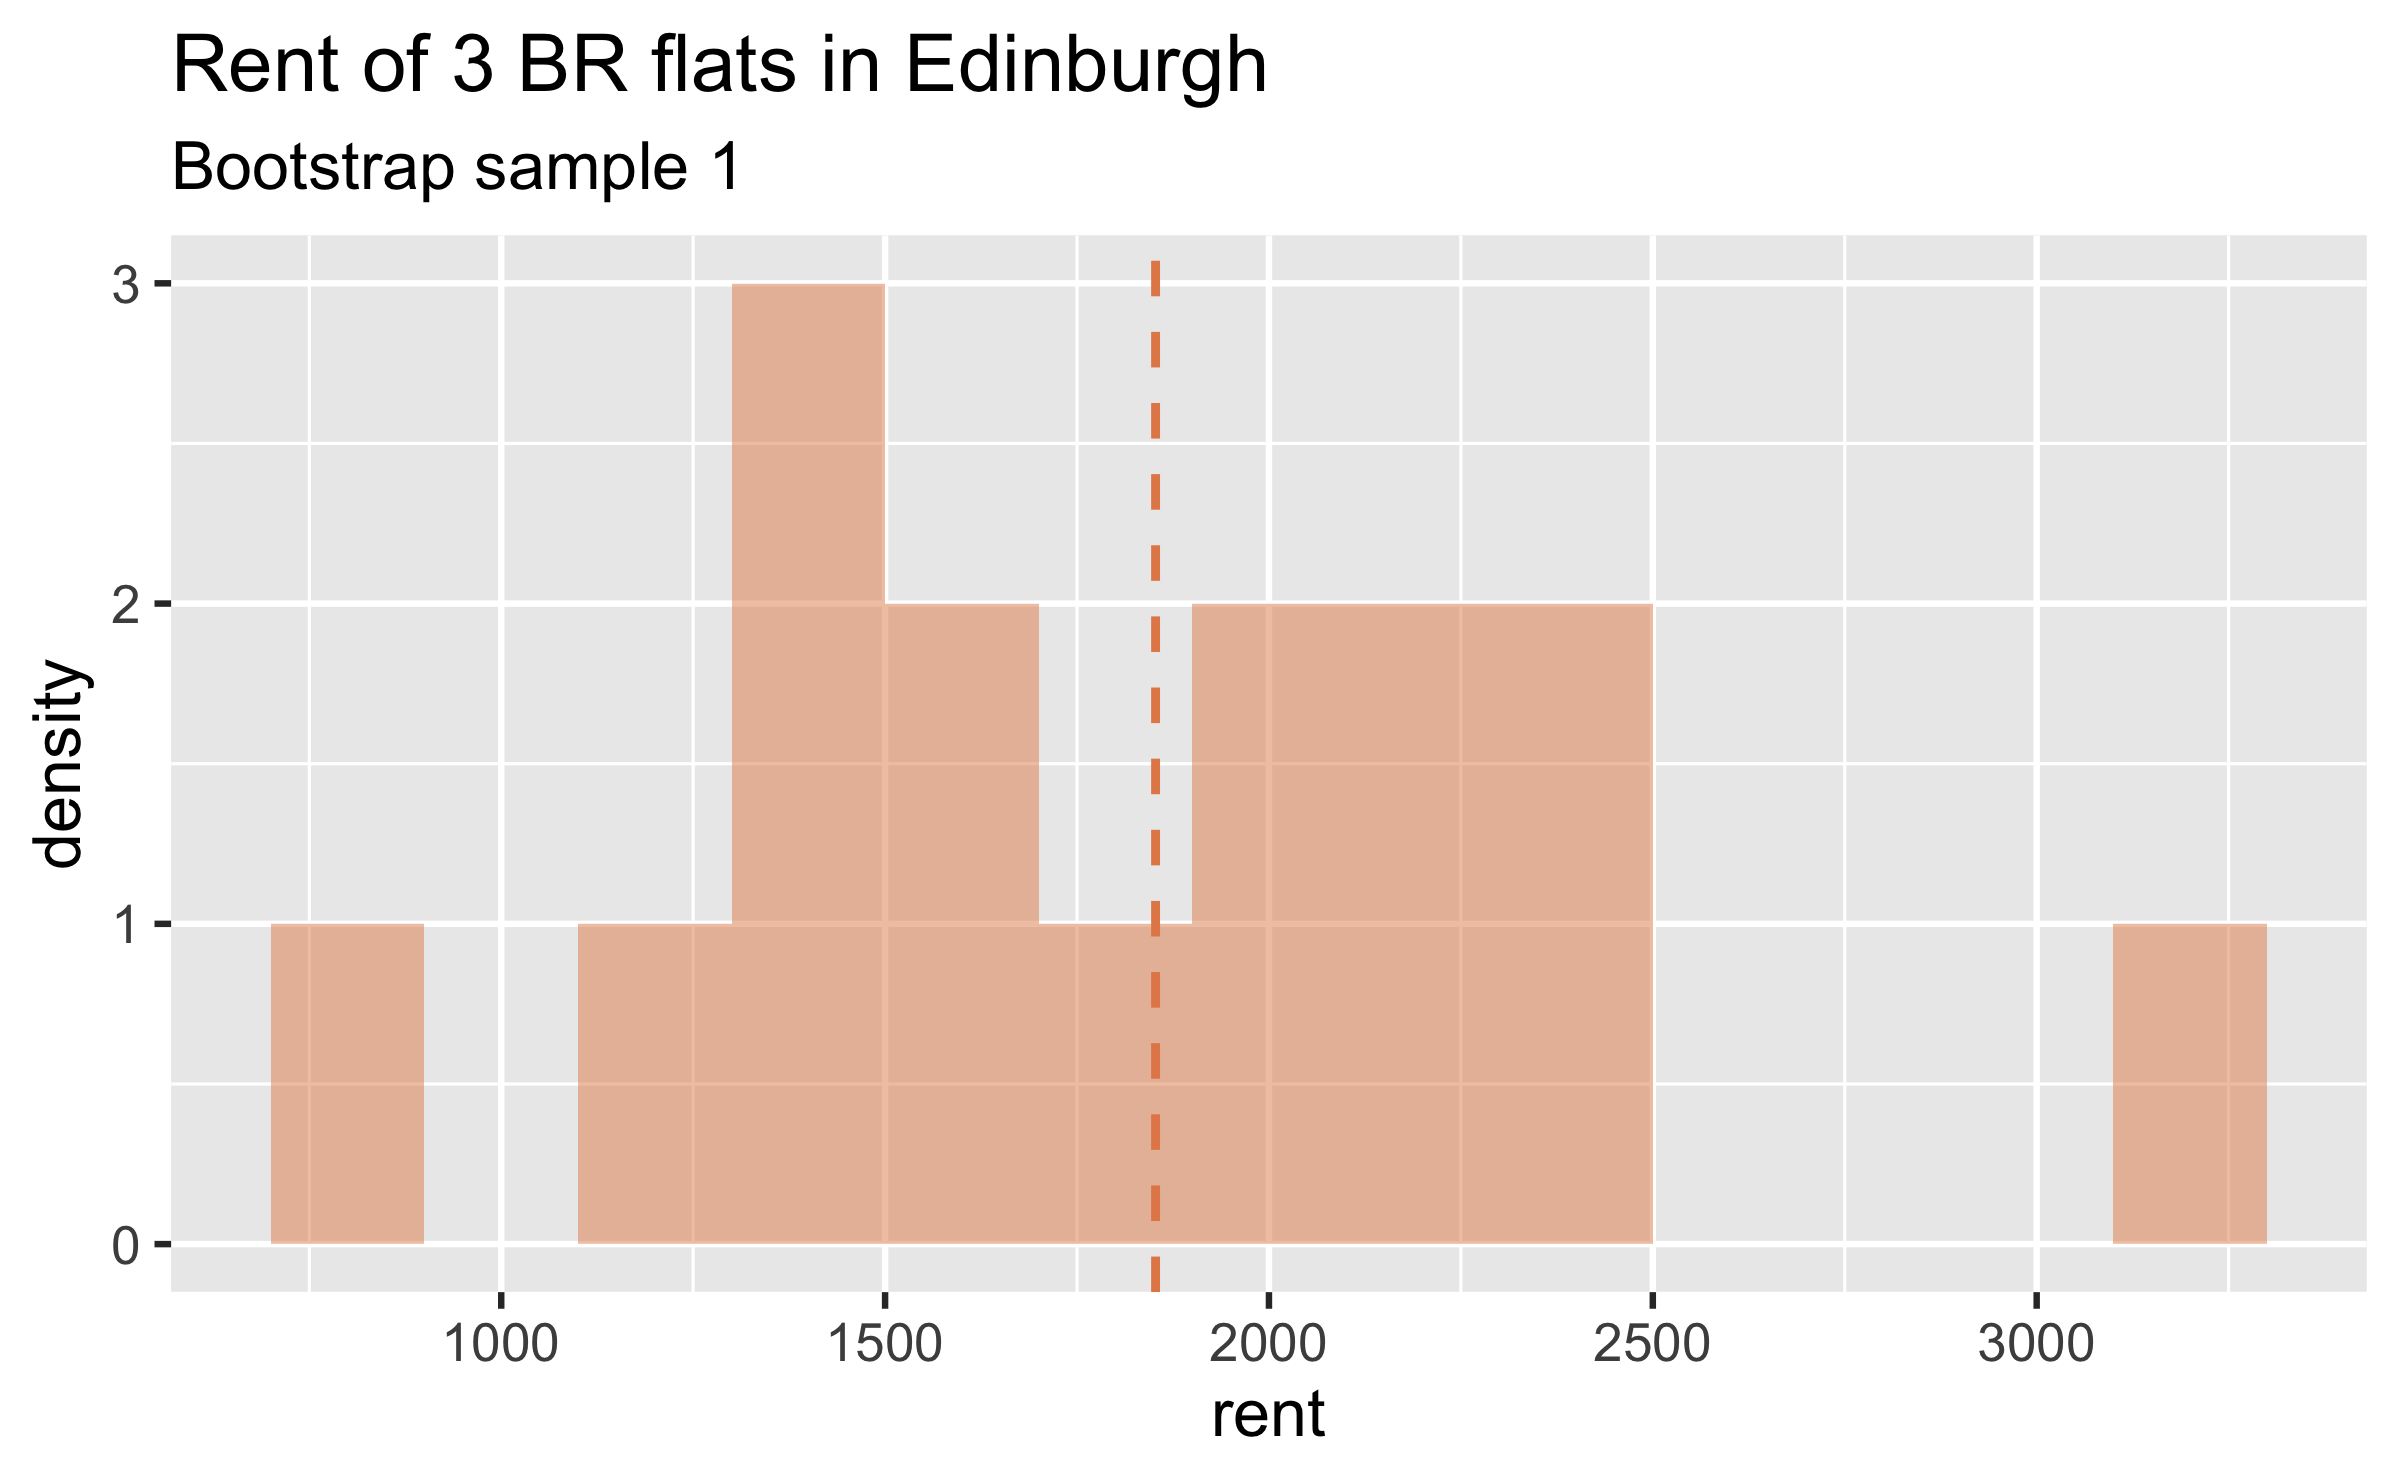 Rent of 3 BR flats in Edinburgh
Bootstrap sample 1
3
2
1
0
density
1000 1500 2000 2500 3000
rent